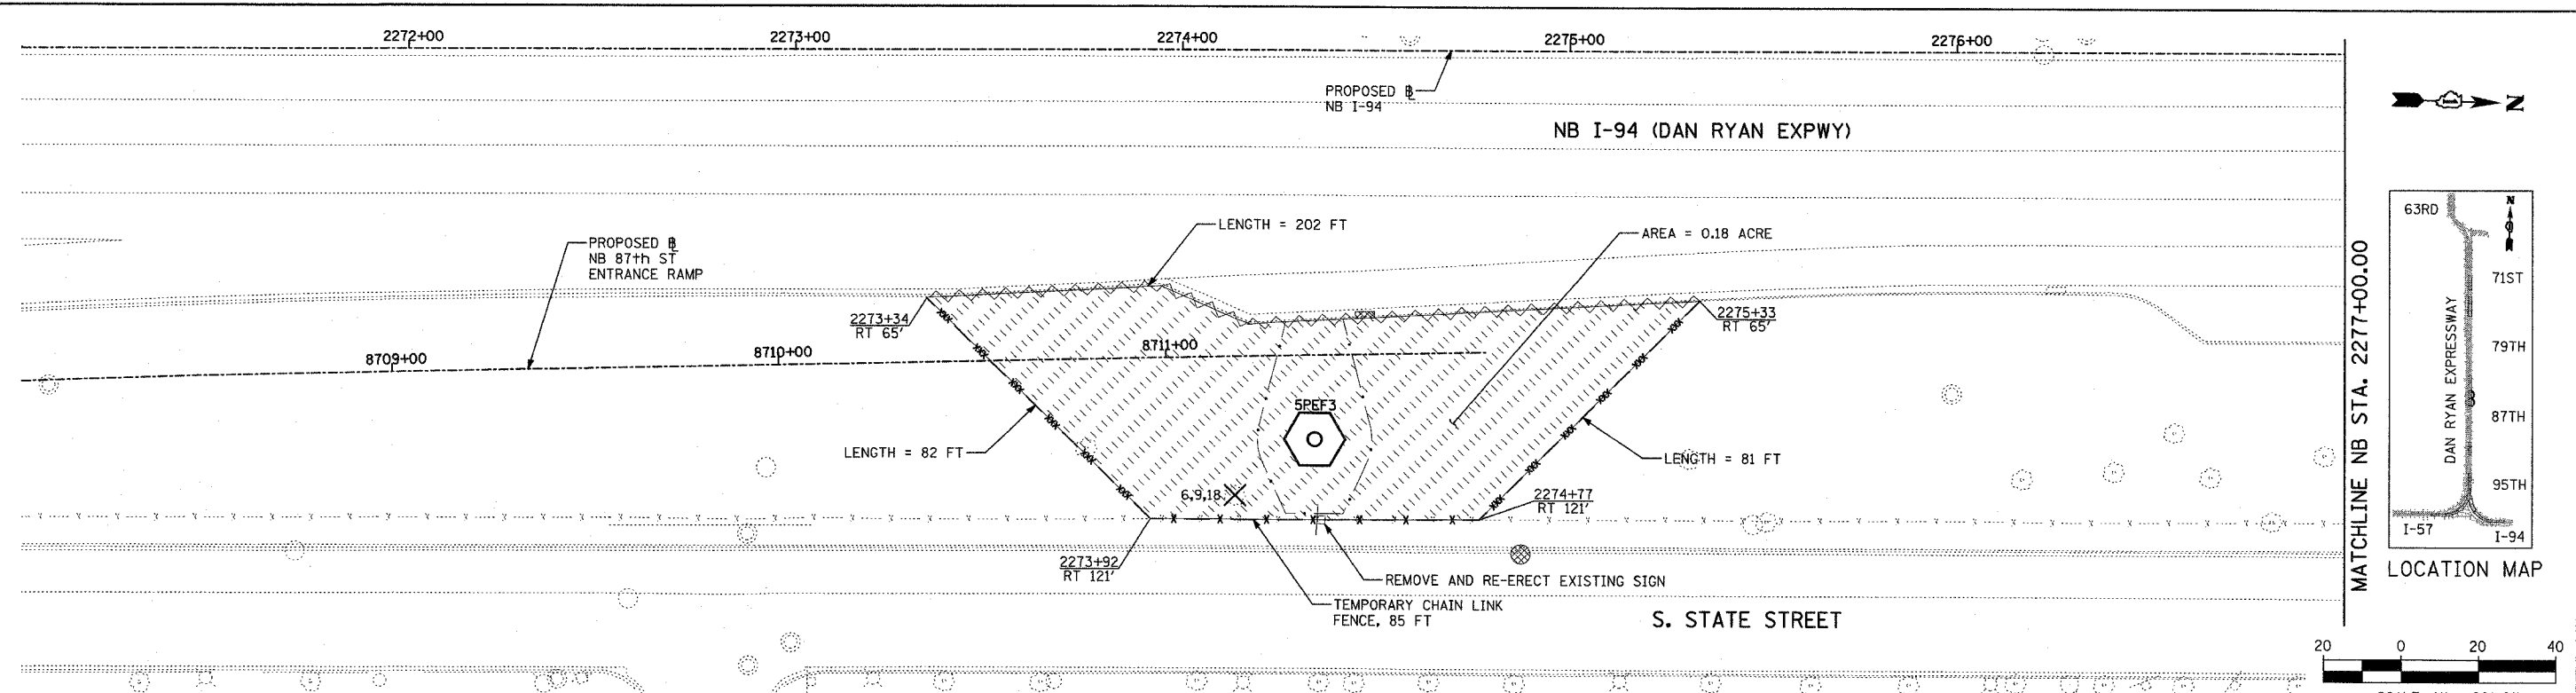 2272+00
2273+00
2274+00
2275+00
2276+00
PROPOSED ℄
NB I-94
NB I-94 (DAN RYAN EXPWY)
N
LENGTH = 202 FT
AREA = 0.18 ACRE
PROPOSED ℄
NB 87th ST
ENTRANCE RAMP
2273+34
RT 65'
2275+33
RT 65'
8709+00
8710+00
8711+00
5PEF3
LENGTH = 82 FT
LENGTH = 81 FT
6,9,18
2274+77
RT 121'
2273+92
RT 121'
REMOVE AND RE-ERECT EXISTING SIGN
TEMPORARY CHAIN LINK
FENCE, 85 FT
S. STATE STREET
MATCHLINE NB STA. 2277+00.00
N
63RD
71ST
79TH
87TH
95TH
DAN RYAN EXPRESSWAY
I-57
I-94
LOCATION MAP
20 0 20 40